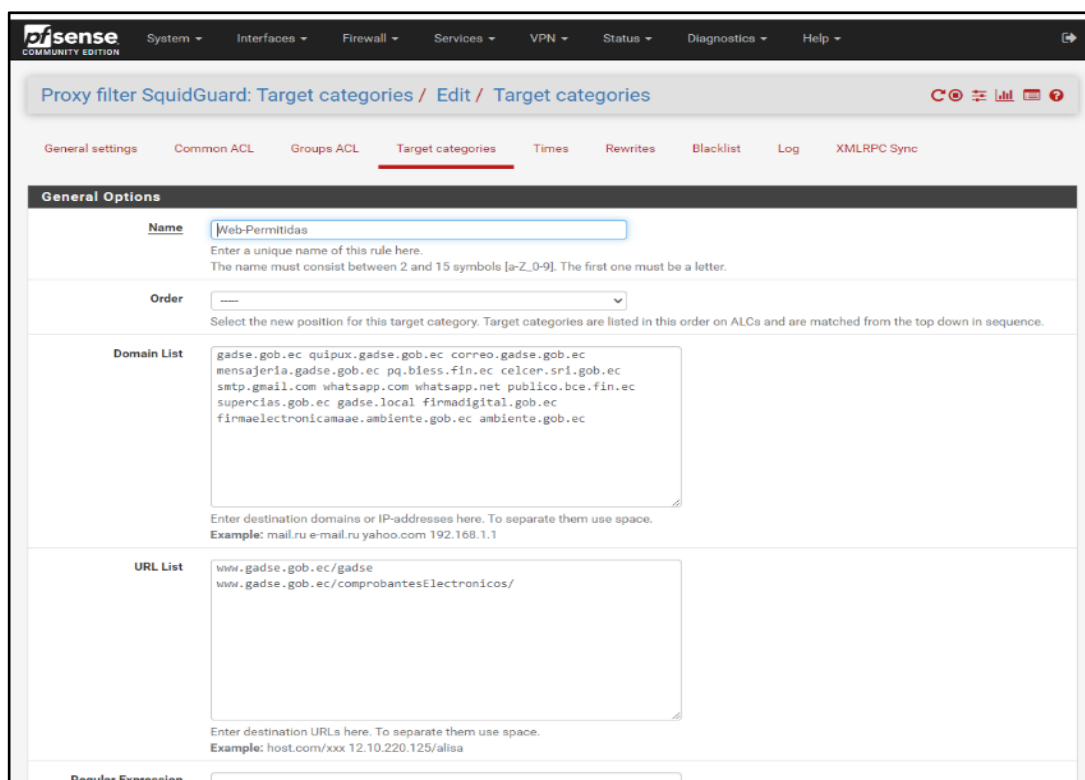 pfsense
COMMUNITY EDITION
System Interfaces Firewall Services VPN Status Diagnostics Help
Proxy filter SquidGuard: Target categories / Edit / Target categories
General settings Common ACL Groups ACL Target categories Times Rewrites Blacklist Log XMLRPC Sync
General Options
Name Web-Permitidas
Enter a unique name of this rule here.
The name must consist between 2 and 15 symbols [a-Z_0-9]. The first one must be a letter.
Order -----
Select the new position for this target category. Target categories are listed in this order on ALCs and are matched from the top down in sequence.
Domain List gadse.gob.ec quipux.gadse.gob.ec correo.gadse.gob.ec
mensajeria.gadse.gob.ec pq.biess.fin.ec celcer.sri.gob.ec
smtp.gmail.com whatsapp.com whatsapp.net publico.bce.fin.ec
supercias.gob.ec gadse.local firmadigital.gob.ec
firmaelectronicamaae.ambiente.gob.ec ambiente.gob.ec
Enter destination domains or IP-addresses here. To separate them use space.
Example: mail.ru e-mail.ru yahoo.com 192.168.1.1
URL List www.gadse.gob.ec/gadse
www.gadse.gob.ec/comprobantesElectronicos/
Enter destination URLs here. To separate them use space.
Example: host.com/xxx 12.10.220.125/alisa
Regular Expression